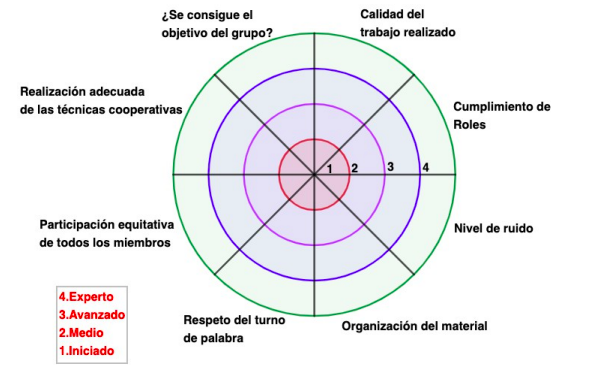 ¿Se consigue el
objetivo del grupo?
Calidad del
trabajo realizado
Realización adecuada
de las técnicas cooperativas
Cumplimiento de
Roles
1 2 3 4
Participación equitativa
de todos los miembros
Nivel de ruido
4.Experto
3.Avanzado
2.Medio
1.Iniciado
Respeto del turno
de palabra
Organización del material